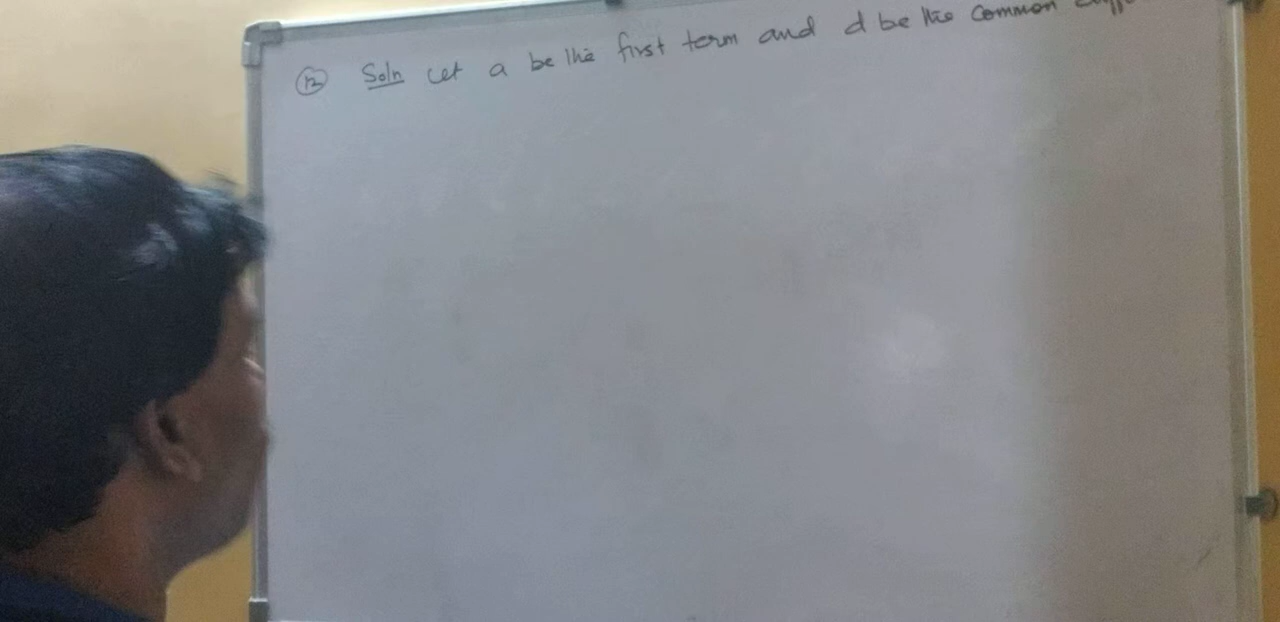 12 Soln Let a be the first term and d be the common